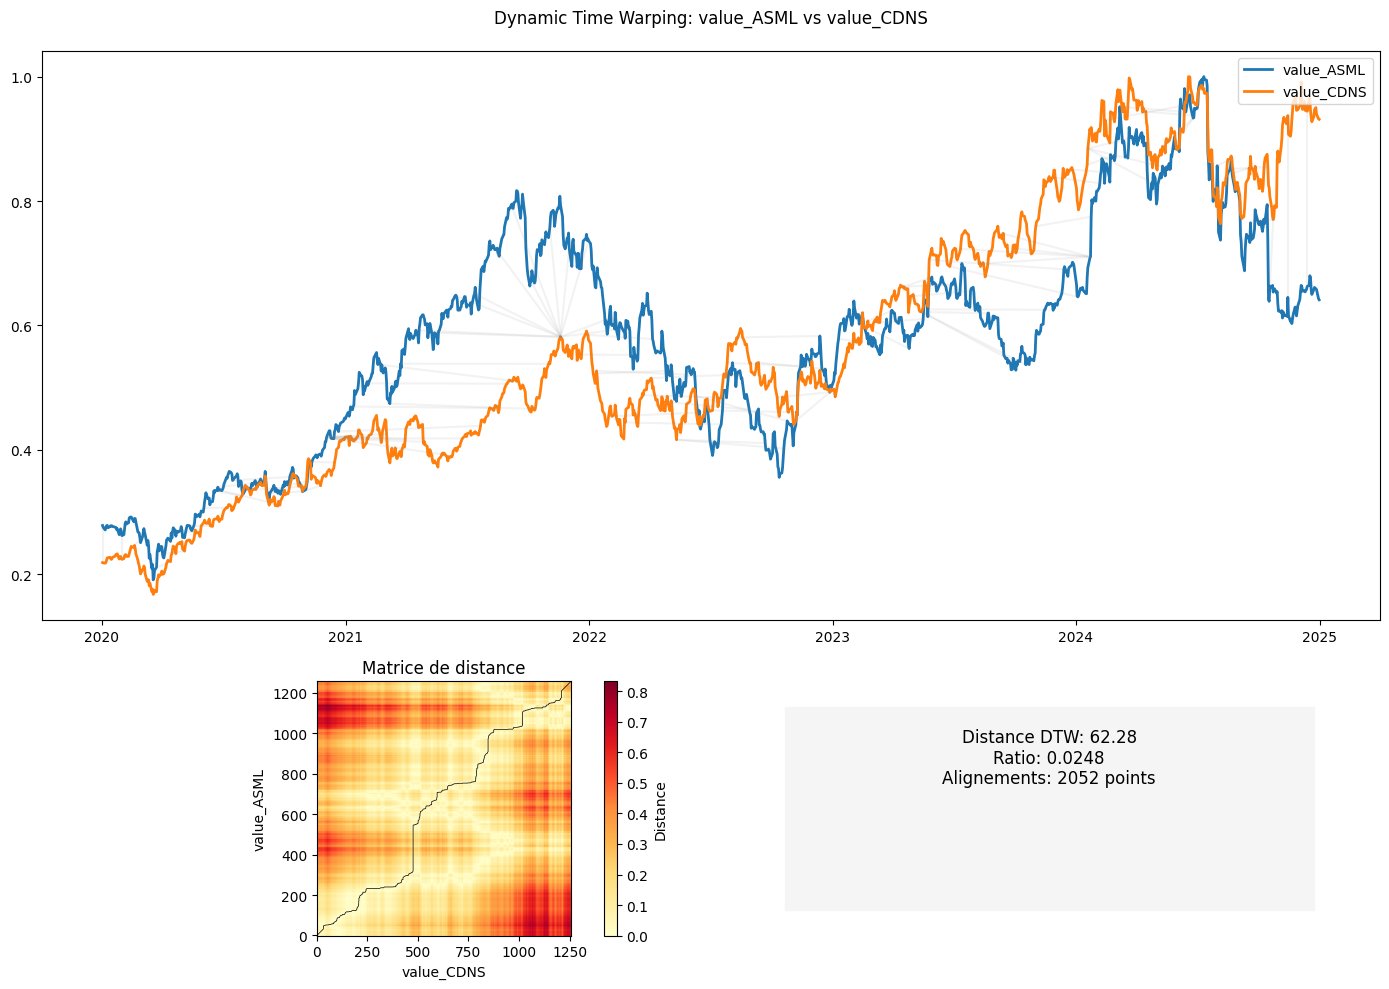 Dynamic Time Warping: value_ASML vs value_CDNS
value_ASML
value_CDNS
1.0
0.8
0.6
0.4
0.2
2020 2021 2022 2023 2024 2025
Matrice de distance
value_ASML
1200
1000
800
600
400
200
0
0 250 500 750 1000 1250
value_CDNS
0.8
0.7
0.6
0.5
0.4
0.3
0.2
0.1
0.0
Distance
Distance DTW: 62.28
Ratio: 0.0248
Alignements: 2052 points